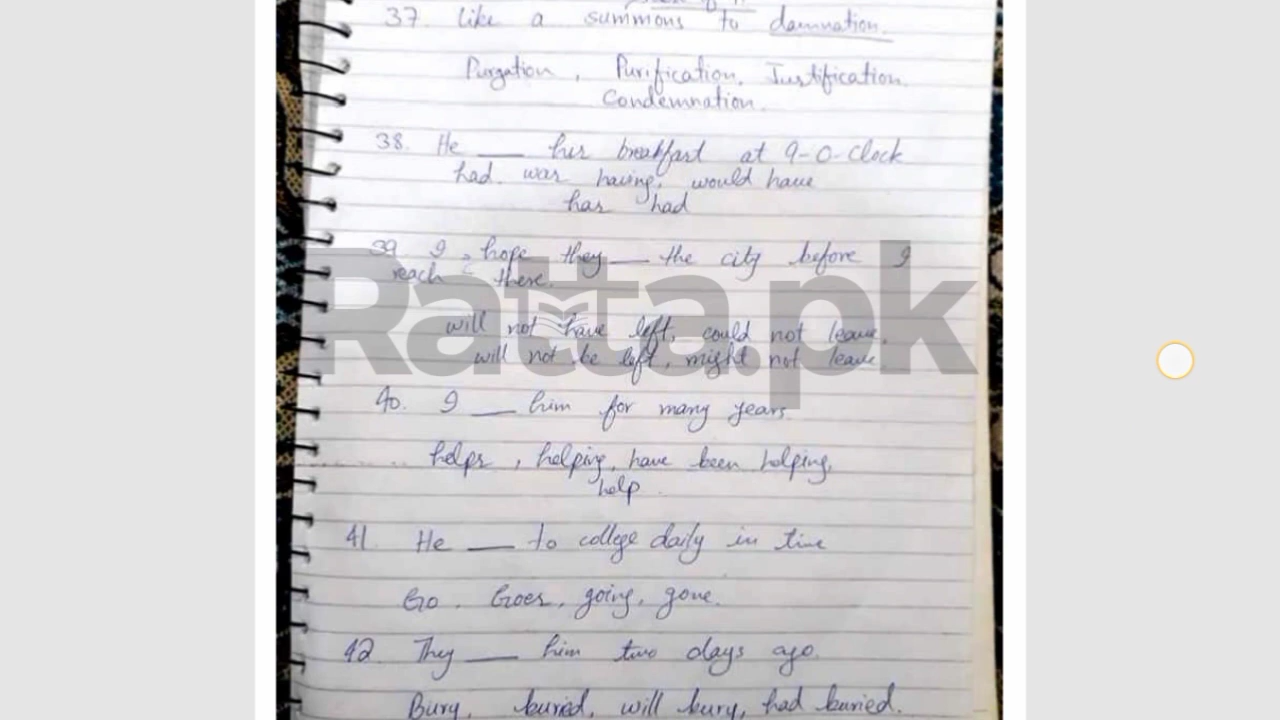 37. Like a summons to damnation.
Purgation, Purification, Justification.
Condemnation.
38. He ___ his breakfast at 9-O-Clock
had, was having, would have
has had
39. I hope they ___ the city before I
reach there.
will not have left, could not leave,
will not be left, might not leave
40. I ___ him for many years.
helps, helping, have been helping,
help.
41. He ___ to college daily in time
Go, Goes, going, gone.
42. They ___ him two days ago.
Bury, buried, will bury, had buried.
Ratta.pk